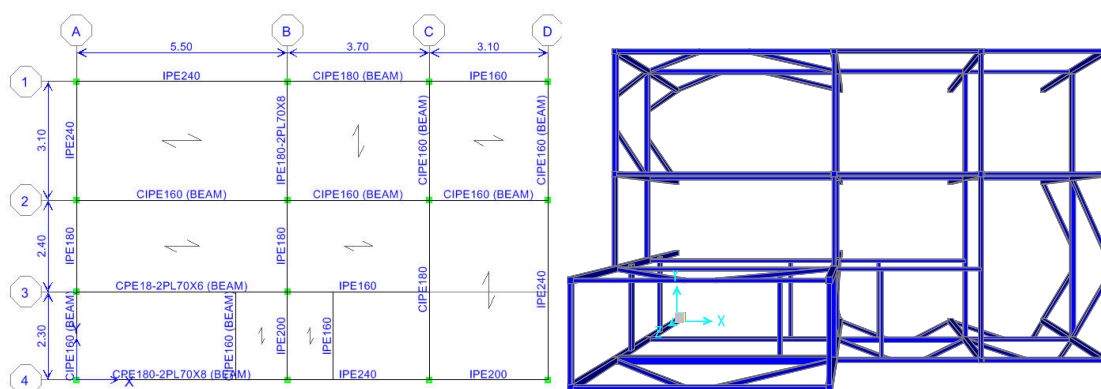 A B C D
5.50 3.70 3.10
1 IPE240 CIPE180 (BEAM) IPE160
3.10
IPE240
IPE180-2PL70X8
CIPE160 (BEAM)
CIPE160 (BEAM)
2 CIPE160 (BEAM) CIPE160 (BEAM) CIPE160 (BEAM)
2.40
IPE180
IPE180
CIPE180
IPE240
3 CPE18-2PL70X6 (BEAM) IPE160
2.30
CIPE160 (BEAM)
CIPE160 (BEAM)
IPE200
IPE160
4 CPE180-2PL70X8 (BEAM) IPE240 IPE200
X
X